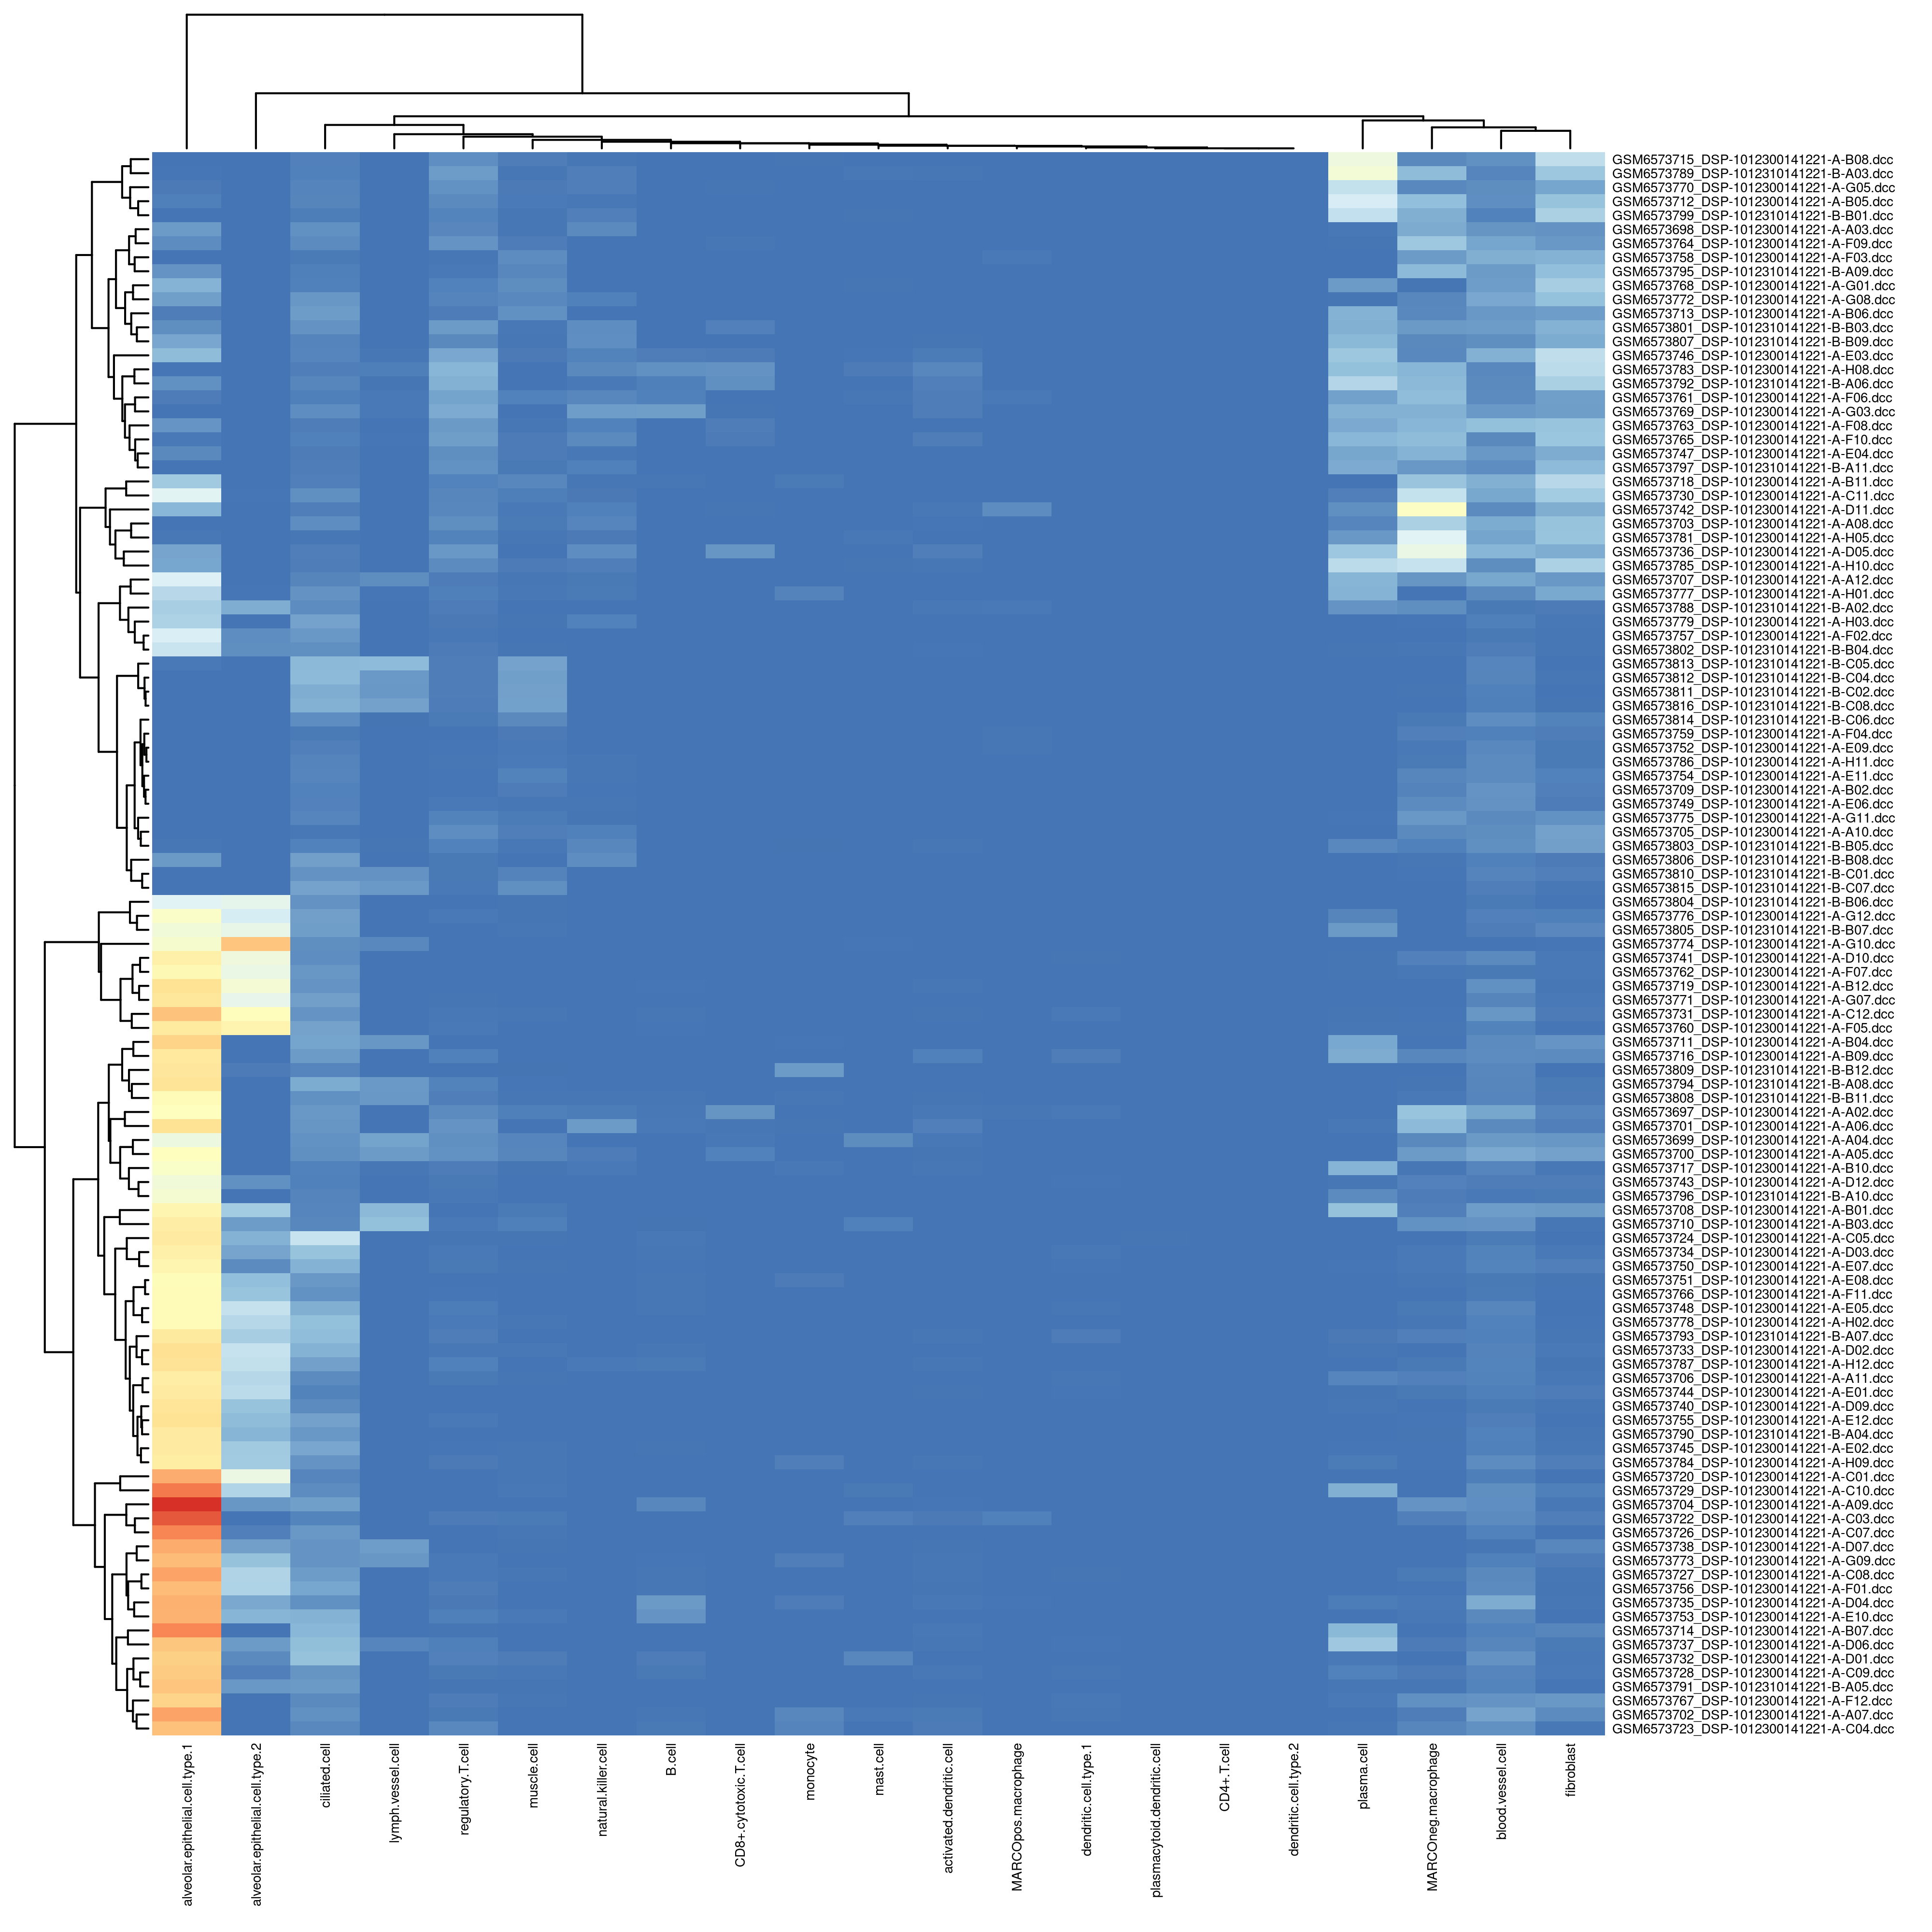 GSM6573715_DSP-1012300141221-A-B08.dcc
GSM6573789_DSP-1012310141221-B-A03.dcc
GSM6573770_DSP-1012300141221-A-G05.dcc
GSM6573712_DSP-1012300141221-A-B05.dcc
GSM6573799_DSP-1012310141221-B-B01.dcc
GSM6573698_DSP-1012300141221-A-A03.dcc
GSM6573764_DSP-1012300141221-A-F09.dcc
GSM6573758_DSP-1012300141221-A-F03.dcc
GSM6573795_DSP-1012310141221-B-A09.dcc
GSM6573768_DSP-1012300141221-A-G01.dcc
GSM6573772_DSP-1012300141221-A-G08.dcc
GSM6573713_DSP-1012300141221-A-B06.dcc
GSM6573801_DSP-1012310141221-B-B03.dcc
GSM6573807_DSP-1012310141221-B-B09.dcc
GSM6573746_DSP-1012300141221-A-E03.dcc
GSM6573783_DSP-1012300141221-A-H08.dcc
GSM6573792_DSP-1012310141221-B-A06.dcc
GSM6573761_DSP-1012300141221-A-F06.dcc
GSM6573769_DSP-1012300141221-A-G03.dcc
GSM6573763_DSP-1012300141221-A-F08.dcc
GSM6573765_DSP-1012300141221-A-F10.dcc
GSM6573747_DSP-1012300141221-A-E04.dcc
GSM6573797_DSP-1012310141221-B-A11.dcc
GSM6573718_DSP-1012300141221-A-B11.dcc
GSM6573730_DSP-1012300141221-A-C11.dcc
GSM6573742_DSP-1012300141221-A-D11.dcc
GSM6573703_DSP-1012300141221-A-A08.dcc
GSM6573781_DSP-1012300141221-A-H05.dcc
GSM6573736_DSP-1012300141221-A-D05.dcc
GSM6573785_DSP-1012300141221-A-H10.dcc
GSM6573707_DSP-1012300141221-A-A12.dcc
GSM6573777_DSP-1012300141221-A-H01.dcc
GSM6573788_DSP-1012310141221-B-A02.dcc
GSM6573779_DSP-1012300141221-A-H03.dcc
GSM6573757_DSP-1012300141221-A-F02.dcc
GSM6573802_DSP-1012310141221-B-B04.dcc
GSM6573813_DSP-1012310141221-B-C05.dcc
GSM6573812_DSP-1012310141221-B-C04.dcc
GSM6573811_DSP-1012310141221-B-C02.dcc
GSM6573816_DSP-1012310141221-B-C08.dcc
GSM6573814_DSP-1012310141221-B-C06.dcc
GSM6573759_DSP-1012300141221-A-F04.dcc
GSM6573752_DSP-1012300141221-A-E09.dcc
GSM6573786_DSP-1012300141221-A-H11.dcc
GSM6573754_DSP-1012300141221-A-E11.dcc
GSM6573709_DSP-1012300141221-A-B02.dcc
GSM6573749_DSP-1012300141221-A-E06.dcc
GSM6573775_DSP-1012300141221-A-G11.dcc
GSM6573705_DSP-1012300141221-A-A10.dcc
GSM6573803_DSP-1012310141221-B-B05.dcc
GSM6573806_DSP-1012310141221-B-B08.dcc
GSM6573810_DSP-1012310141221-B-C01.dcc
GSM6573815_DSP-1012310141221-B-C07.dcc
GSM6573804_DSP-1012310141221-B-B06.dcc
GSM6573776_DSP-1012300141221-A-G12.dcc
GSM6573805_DSP-1012310141221-B-B07.dcc
GSM6573774_DSP-1012300141221-A-G10.dcc
GSM6573741_DSP-1012300141221-A-D10.dcc
GSM6573762_DSP-1012300141221-A-F07.dcc
GSM6573719_DSP-1012300141221-A-B12.dcc
GSM6573771_DSP-1012300141221-A-G07.dcc
GSM6573731_DSP-1012300141221-A-C12.dcc
GSM6573760_DSP-1012300141221-A-F05.dcc
GSM6573711_DSP-1012300141221-A-B04.dcc
GSM6573716_DSP-1012300141221-A-B09.dcc
GSM6573809_DSP-1012310141221-B-B12.dcc
GSM6573794_DSP-1012310141221-B-A08.dcc
GSM6573808_DSP-1012310141221-B-B11.dcc
GSM6573697_DSP-1012300141221-A-A02.dcc
GSM6573701_DSP-1012300141221-A-A06.dcc
GSM6573699_DSP-1012300141221-A-A04.dcc
GSM6573700_DSP-1012300141221-A-A05.dcc
GSM6573717_DSP-1012300141221-A-B10.dcc
GSM6573743_DSP-1012300141221-A-D12.dcc
GSM6573796_DSP-1012310141221-B-A10.dcc
GSM6573708_DSP-1012300141221-A-B01.dcc
GSM6573710_DSP-1012300141221-A-B03.dcc
GSM6573724_DSP-1012300141221-A-C05.dcc
GSM6573734_DSP-1012300141221-A-D03.dcc
GSM6573750_DSP-1012300141221-A-E07.dcc
GSM6573751_DSP-1012300141221-A-E08.dcc
GSM6573766_DSP-1012300141221-A-F11.dcc
GSM6573748_DSP-1012300141221-A-E05.dcc
GSM6573778_DSP-1012300141221-A-H02.dcc
GSM6573793_DSP-1012310141221-B-A07.dcc
GSM6573733_DSP-1012300141221-A-D02.dcc
GSM6573787_DSP-1012300141221-A-H12.dcc
GSM6573706_DSP-1012300141221-A-A11.dcc
GSM6573744_DSP-1012300141221-A-E01.dcc
GSM6573740_DSP-1012300141221-A-D09.dcc
GSM6573755_DSP-1012300141221-A-E12.dcc
GSM6573790_DSP-1012310141221-B-A04.dcc
GSM6573745_DSP-1012300141221-A-E02.dcc
GSM6573784_DSP-1012300141221-A-H09.dcc
GSM6573720_DSP-1012300141221-A-C01.dcc
GSM6573729_DSP-1012300141221-A-C10.dcc
GSM6573704_DSP-1012300141221-A-A09.dcc
GSM6573722_DSP-1012300141221-A-C03.dcc
GSM6573726_DSP-1012300141221-A-C07.dcc
GSM6573738_DSP-1012300141221-A-D07.dcc
GSM6573773_DSP-1012300141221-A-G09.dcc
GSM6573727_DSP-1012300141221-A-C08.dcc
GSM6573756_DSP-1012300141221-A-F01.dcc
GSM6573735_DSP-1012300141221-A-D04.dcc
GSM6573753_DSP-1012300141221-A-E10.dcc
GSM6573714_DSP-1012300141221-A-B07.dcc
GSM6573737_DSP-1012300141221-A-D06.dcc
GSM6573732_DSP-1012300141221-A-D01.dcc
GSM6573728_DSP-1012300141221-A-C09.dcc
GSM6573791_DSP-1012310141221-B-A05.dcc
GSM6573767_DSP-1012300141221-A-F12.dcc
GSM6573702_DSP-1012300141221-A-A07.dcc
GSM6573723_DSP-1012300141221-A-C04.dcc
alveolar.epithelial.cell.type.1
alveolar.epithelial.cell.type.2
ciliated.cell
lymph.vessel.cell
regulatory.T.cell
muscle.cell
natural.killer.cell
B.cell
CD8+.cytotoxic.T.cell
monocyte
mast.cell
activated.dendritic.cell
MARCOpos.macrophage
dendritic.cell.type.1
plasmacytoid.dendritic.cell
CD4+.T.cell
dendritic.cell.type.2
plasma.cell
MARCOneg.macrophage
blood.vessel.cell
fibroblast